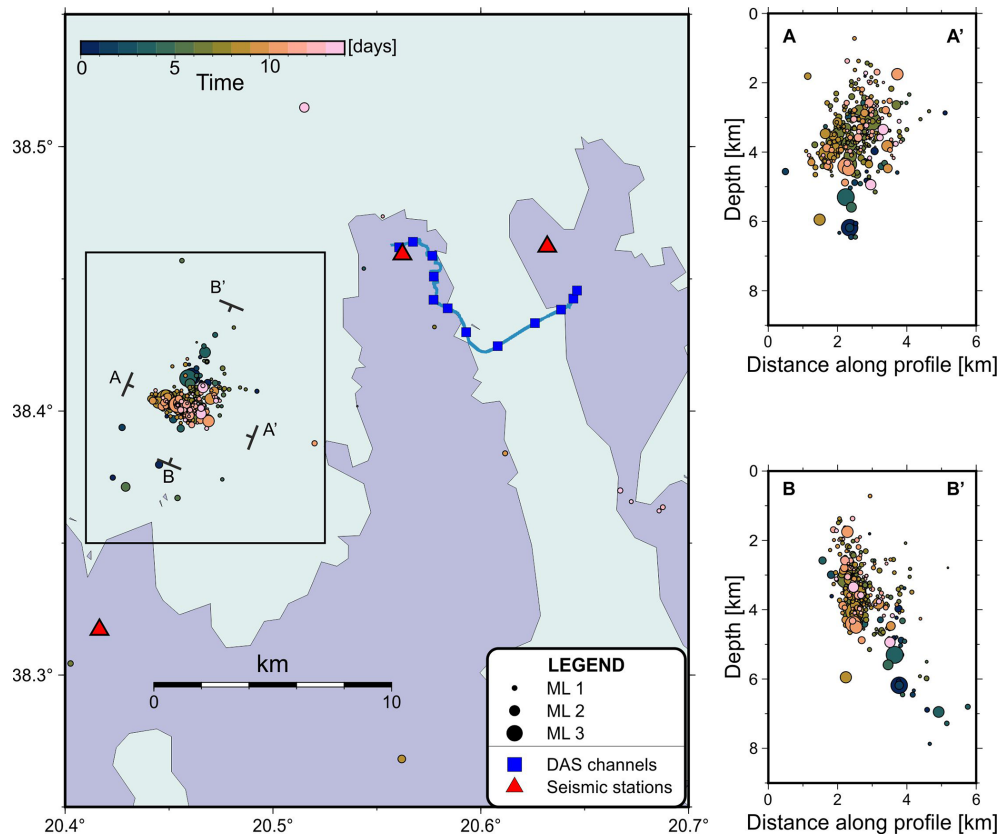 [days]
0
5
10
Time
38.5°
38.4°
38.3°
B'
A
A'
B
km
0
10
LEGEND
ML 1
ML 2
ML 3
DAS channels
Seismic stations
20.4
20.5
20.6
20.7
A
A'
0
2
4
6
8
Depth [km]
0
2
4
6
Distance along profile [km]
B
B'
0
2
4
6
8
Depth [km]
0
2
4
6
Distance along profile [km]